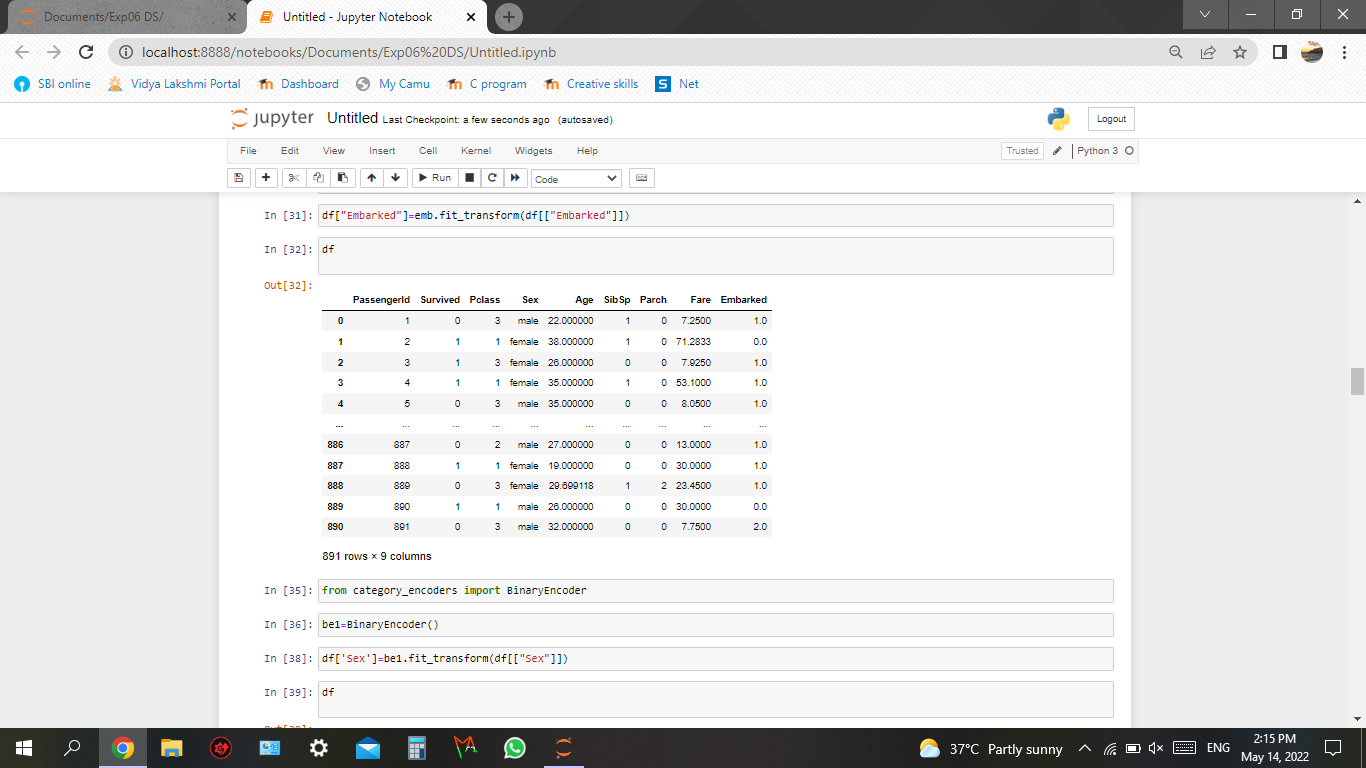 Documents/Exp06 DS/
Untitled - Jupyter Notebook
localhost:8888/notebooks/Documents/Exp06%20DS/Untitled.ipynb
SBI online Vidya Lakshmi Portal Dashboard My Camu C program Creative skills S Net
jupyter Untitled Last Checkpoint: a few seconds ago (autosaved) Logout
File Edit View Insert Cell Kernel Widgets Help Trusted Python 3
Run Code
In [31]: df["Embarked"]=emb.fit_transform(df[["Embarked"]])
In [32]: df
Out[32]:
PassengerId Survived Pclass Sex Age SibSp Parch Fare Embarked
0 1 0 3 male 22.000000 1 0 7.2500 1.0
1 2 1 1 female 38.000000 1 0 71.2833 0.0
2 3 1 3 female 26.000000 0 0 7.9250 1.0
3 4 1 1 female 35.000000 1 0 53.1000 1.0
4 5 0 3 male 35.000000 0 0 8.0500 1.0
... ... ... ... ... ... ... ... ... ...
886 887 0 2 male 27.000000 0 0 13.0000 1.0
887 888 1 1 female 19.000000 0 0 30.0000 1.0
888 889 0 3 female 29.699118 1 2 23.4500 1.0
889 890 1 1 male 26.000000 0 0 30.0000 0.0
890 891 0 3 male 32.000000 0 0 7.7500 2.0
891 rows × 9 columns
In [35]: from category_encoders import BinaryEncoder
In [36]: be1=BinaryEncoder()
In [38]: df['Sex']=be1.fit_transform(df[["Sex"]])
In [39]: df
37°C Partly sunny ENG 2:15 PM
May 14, 2022